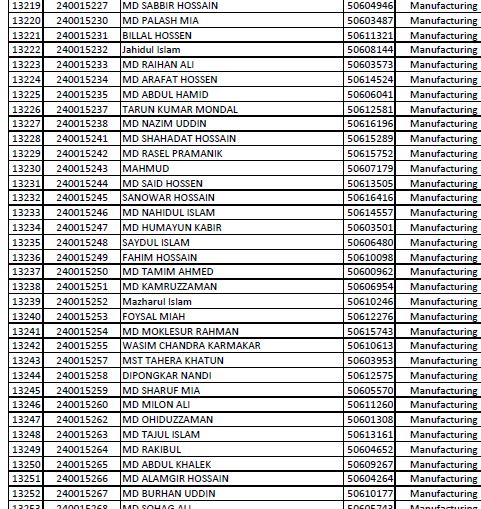 13219 240015227 MD SABBIR HOSSAIN 50604946 Manufacturing
13220 240015230 MD PALASH MIA 50603487 Manufacturing
13221 240015231 BILLAL HOSSEN 50611321 Manufacturing
13222 240015232 Jahidul Islam 50608144 Manufacturing
13223 240015233 MD RAIHAN ALI 50603573 Manufacturing
13224 240015234 MD ARAFAT HOSSEN 50614524 Manufacturing
13225 240015235 MD ABDUL HAMID 50606041 Manufacturing
13226 240015237 TARUN KUMAR MONDAL 50612581 Manufacturing
13227 240015238 MD NAZIM UDDIN 50616196 Manufacturing
13228 240015241 MD SHAHADAT HOSSAIN 50615289 Manufacturing
13229 240015242 MD RASEL PRAMANIK 50615752 Manufacturing
13230 240015243 MAHMUD 50607179 Manufacturing
13231 240015244 MD SAID HOSSEN 50613505 Manufacturing
13232 240015245 SANOWAR HOSSAIN 50616416 Manufacturing
13233 240015246 MD NAHIDUL ISLAM 50614557 Manufacturing
13234 240015247 MD HUMAYUN KABIR 50603501 Manufacturing
13235 240015248 SAYDUL ISLAM 50606480 Manufacturing
13236 240015249 FAHIM HOSSAIN 50610098 Manufacturing
13237 240015250 MD TAMIM AHMED 50600962 Manufacturing
13238 240015251 MD KAMRUZZAMAN 50606954 Manufacturing
13239 240015252 Mazharul Islam 50610246 Manufacturing
13240 240015253 FOYSAL MIAH 50612276 Manufacturing
13241 240015254 MD MOKLESUR RAHMAN 50615743 Manufacturing
13242 240015255 WASIM CHANDRA KARMAKAR 50610613 Manufacturing
13243 240015257 MST TAHERA KHATUN 50603953 Manufacturing
13244 240015258 DIPONGKAR NANDI 50612575 Manufacturing
13245 240015259 MD SHARUF MIA 50605570 Manufacturing
13246 240015260 MD MILON ALI 50611260 Manufacturing
13247 240015262 MD OHIDUZZAMAN 50601308 Manufacturing
13248 240015263 MD TAJUL ISLAM 50613161 Manufacturing
13249 240015264 MD RAKIBUL 50604652 Manufacturing
13250 240015265 MD ABDUL KHALEK 50609267 Manufacturing
13251 240015266 MD ALAMGIR HOSSAIN 50604264 Manufacturing
13252 240015267 MD BURHAN UDDIN 50610177 Manufacturing
13253 240015268 MD SOHAG ALI 50605743 Manufacturing